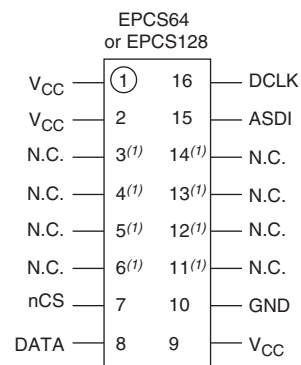 EPCS64
or EPCS128
VCC 1 16 DCLK
VCC 2 15 ASDI
N.C. 3(1) 14(1) N.C.
N.C. 4(1) 13(1) N.C.
N.C. 5(1) 12(1) N.C.
N.C. 6(1) 11(1) N.C.
nCS 7 10 GND
DATA 8 9 VCC